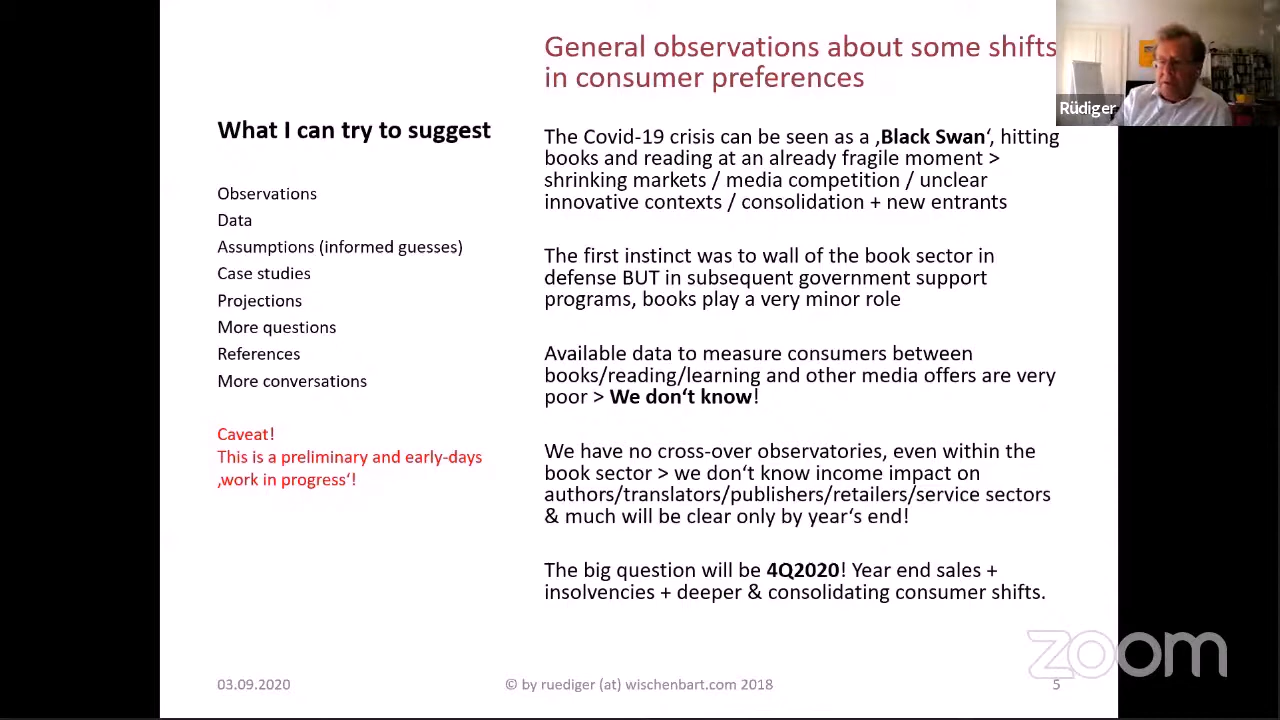 General observations about some shifts
in consumer preferences
Rüdiger
What I can try to suggest
Observations
Data
Assumptions (informed guesses)
Case studies
Projections
More questions
References
More conversations
Caveat!
This is a preliminary and early-days
‚work in progress‘!
The Covid-19 crisis can be seen as a ‚Black Swan‘, hitting
books and reading at an already fragile moment >
shrinking markets / media competition / unclear
innovative contexts / consolidation + new entrants
The first instinct was to wall of the book sector in
defense BUT in subsequent government support
programs, books play a very minor role
Available data to measure consumers between
books/reading/learning and other media offers are very
poor > We don‘t know!
We have no cross-over observatories, even within the
book sector > we don‘t know income impact on
authors/translators/publishers/retailers/service sectors
& much will be clear only by year‘s end!
The big question will be 4Q2020! Year end sales +
insolvencies + deeper & consolidating consumer shifts.
zoom
03.09.2020
© by ruediger (at) wischenbart.com 2018
5